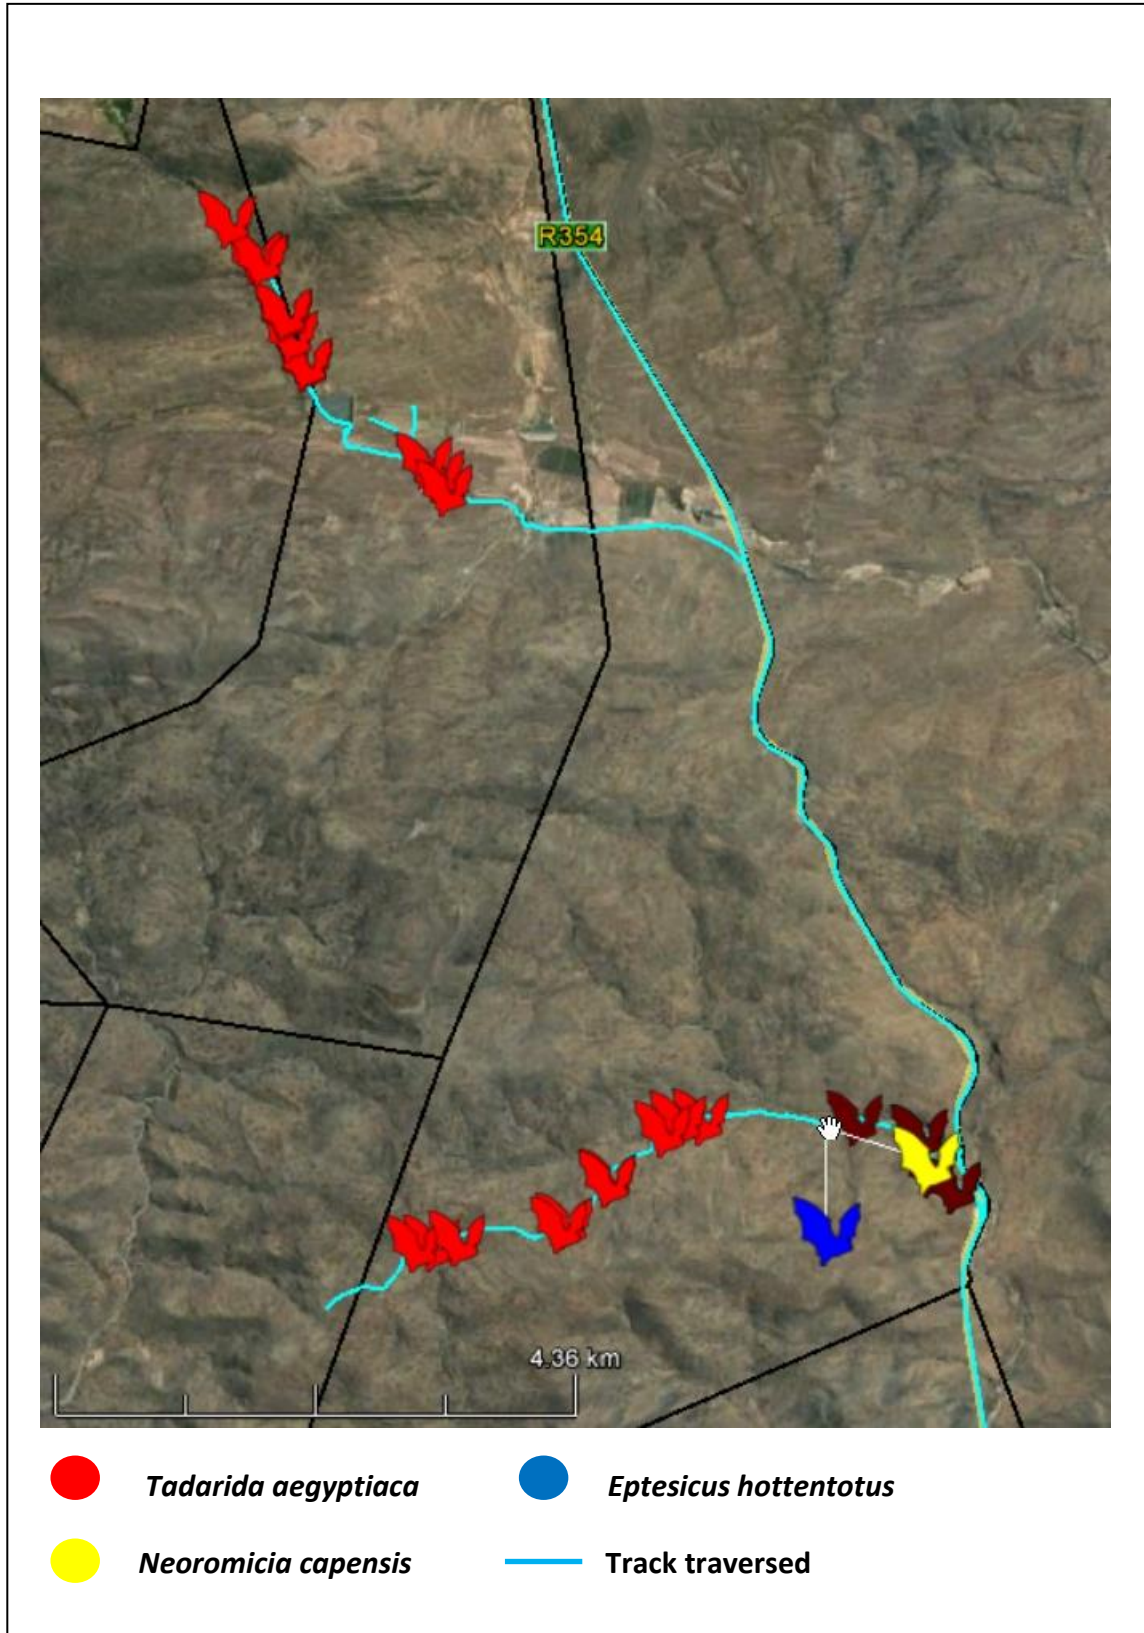 R354
4.36 km
Tadarida aegyptiaca
Eptesicus hottentotus
Neoromicia capensis
Track traversed